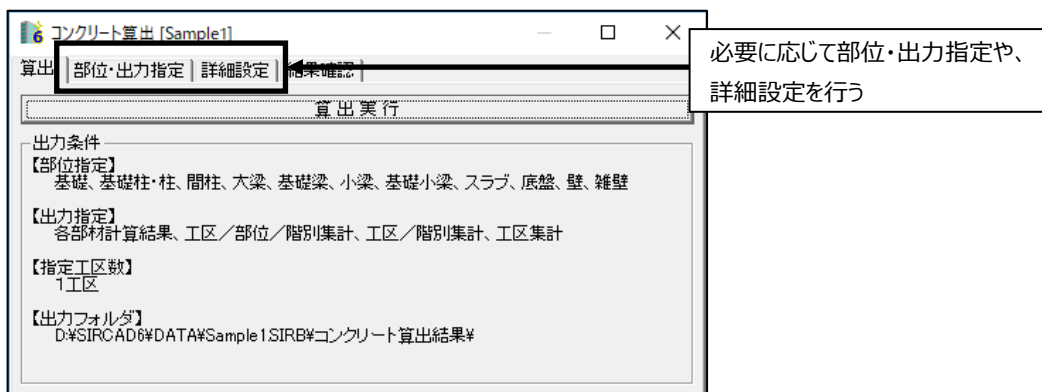 コンクリート算出 [Sample1]
算出 部位・出力指定 詳細設定 結果確認
必要に応じて部位・出力指定や、
詳細設定を行う
算出実行
出力条件
【部位指定】
基礎、基礎柱・柱、間柱、大梁、基礎梁、小梁、基礎小梁、スラブ、底盤、壁、雑壁
【出力指定】
各部材計算結果、工区／部位／階別集計、工区／階別集計、工区集計
【指定工区数】
1工区
【出力フォルダ】
D:¥SIRCAD6¥DATA¥Sample1.SIRB¥コンクリート算出結果¥